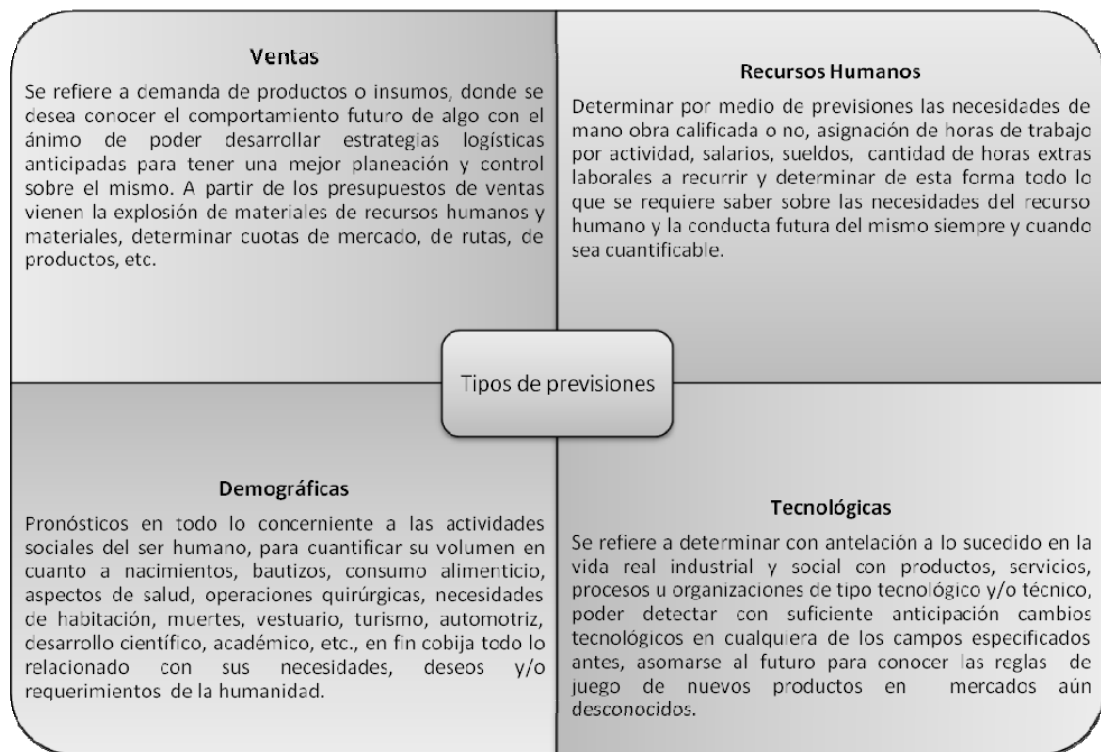 Ventas
Se refiere a demanda de productos o insumos, donde se
desea conocer el comportamiento futuro de algo con el
ánimo de poder desarrollar estrategias logísticas
anticipadas para tener una mejor planeación y control
sobre el mismo. A partir de los presupuestos de ventas
vienen la explosión de materiales de recursos humanos y
materiales, determinar cuotas de mercado, de rutas, de
productos, etc.
Recursos Humanos
Determinar por medio de previsiones las necesidades de
mano obra calificada o no, asignación de horas de trabajo
por actividad, salarios, sueldos, cantidad de horas extras
laborales a recurrir y determinar de esta forma todo lo
que se requiere saber sobre las necesidades del recurso
humano y la conducta futura del mismo siempre y cuando
sea cuantificable.
Tipos de previsiones
Demográficas
Pronósticos en todo lo concerniente a las actividades
sociales del ser humano, para cuantificar su volumen en
cuanto a nacimientos, bautizos, consumo alimenticio,
aspectos de salud, operaciones quirúrgicas, necesidades
de habitación, muertes, vestuario, turismo, automotriz,
desarrollo científico, académico, etc., en fin cobija todo lo
relacionado con sus necesidades, deseos y/o
requerimientos de la humanidad.
Tecnológicas
Se refiere a determinar con antelación a lo sucedido en la
vida real industrial y social con productos, servicios,
procesos u organizaciones de tipo tecnológico y/o técnico,
poder detectar con suficiente anticipación cambios
tecnológicos en cualquiera de los campos especificados
antes, asomarse al futuro para conocer las reglas de
juego de nuevos productos en mercados aún
desconocidos.